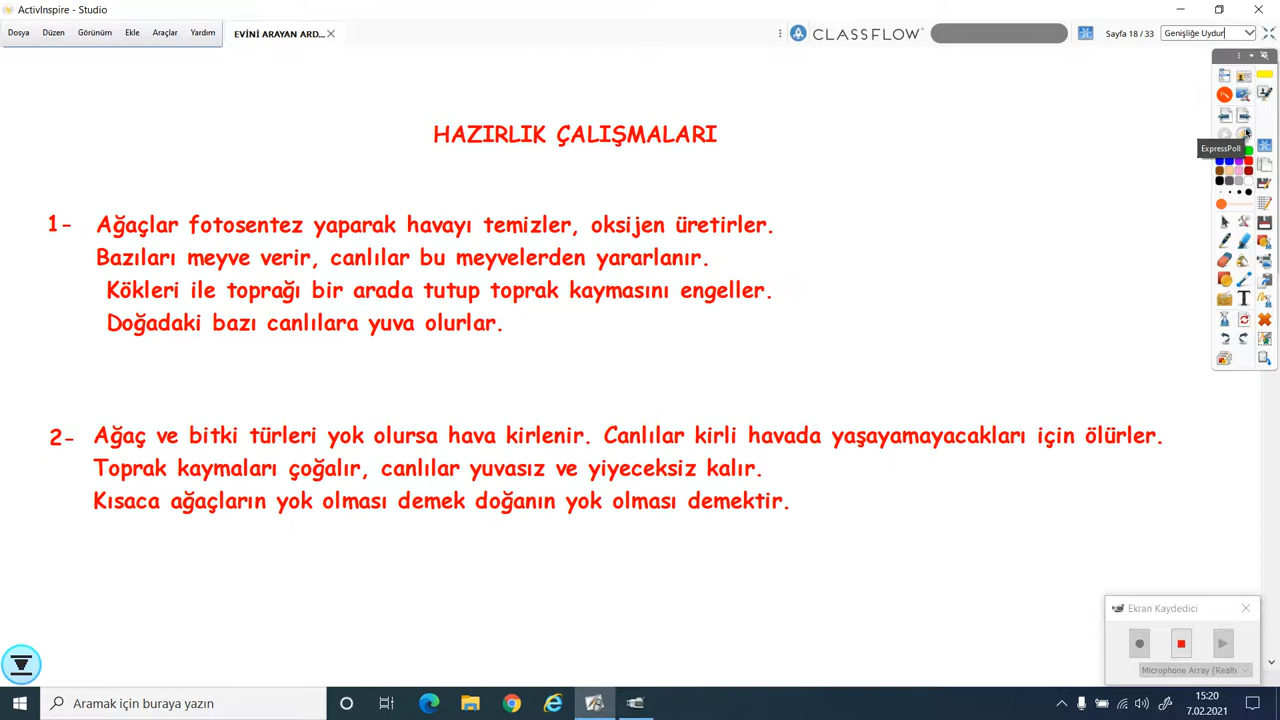 ActivInspire - Studio
Dosya Düzen Görünüm Ekle Araçlar Yardım
EVİNİ ARAYAN ARD...
CLASSFLOW
Sayfa 18 / 33
Genişliğe Uydur
ExpressPoll
HAZIRLIK ÇALIŞMALARI
1- Ağaçlar fotosentez yaparak havayı temizler, oksijen üretirler.
Bazıları meyve verir, canlılar bu meyvelerden yararlanır.
Kökleri ile toprağı bir arada tutup toprak kaymasını engeller.
Doğadaki bazı canlılara yuva olurlar.
2- Ağaç ve bitki türleri yok olursa hava kirlenir. Canlılar kirli havada yaşayamayacakları için ölürler.
Toprak kaymaları çoğalır, canlılar yuvasız ve yiyeceksiz kalır.
Kısaca ağaçların yok olması demek doğanın yok olması demektir.
Ekran Kaydedici
Microphone Array (Realt
Aramak için buraya yazın
15:20
7.02.2021